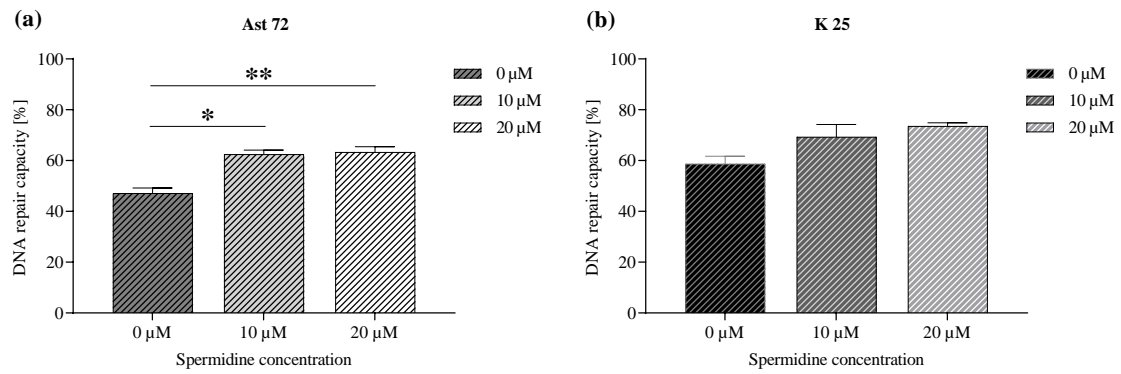 (a)
Ast 72
DNA repair capacity [%]
100
80
60
40
20
0
**
*
0 µM
10 µM
20 µM
Spermidine concentration
0 µM
10 µM
20 µM
(b)
K 25
DNA repair capacity [%]
100
80
60
40
20
0
0 µM
10 µM
20 µM
Spermidine concentration
0 µM
10 µM
20 µM